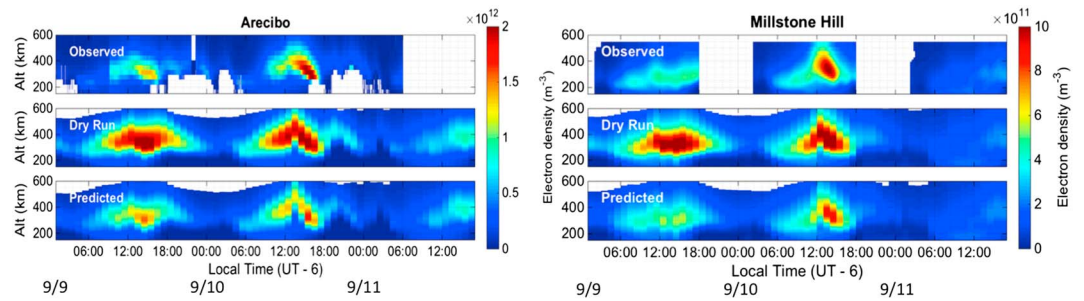 Arecibo
×10¹²
600
400
200
Alt (km)
Observed
600
400
200
Alt (km)
Dry Run
600
400
200
Alt (km)
Predicted
2
1.5
1
0.5
0
Electron density (m⁻³)
06:00 12:00 18:00 00:00 06:00 12:00 18:00 00:00 06:00 12:00
Local Time (UT - 6)
9/9 9/10 9/11
Millstone Hill
×10¹¹
600
400
200
Observed
600
400
200
Dry Run
600
400
200
Predicted
10
8
6
4
2
0
Electron density (m⁻³)
06:00 12:00 18:00 00:00 06:00 12:00 18:00 00:00 06:00 12:00
Local Time (UT - 6)
9/9 9/10 9/11